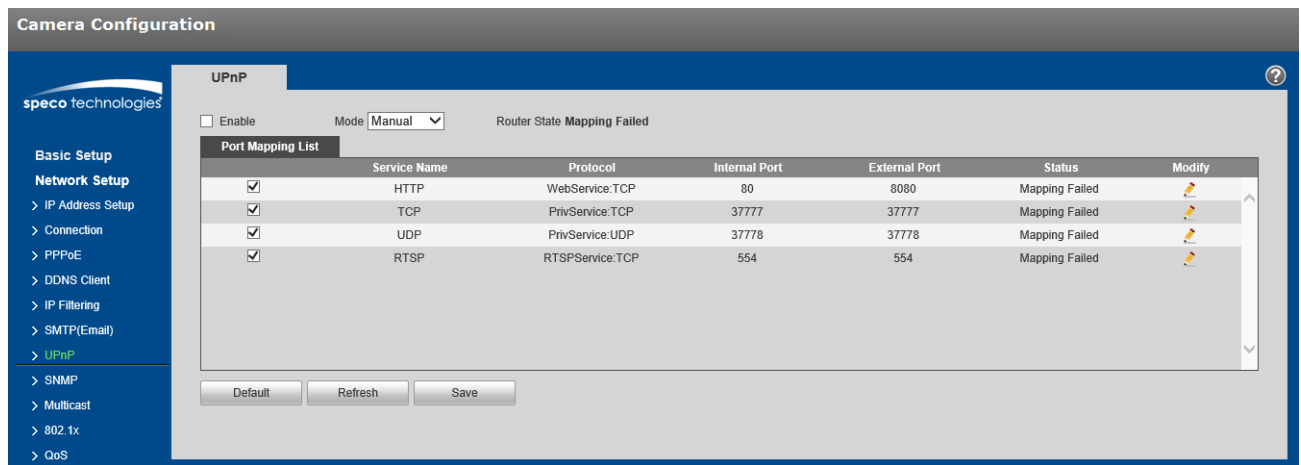 Camera Configuration
speco technologies
UPnP
?
Enable Mode Manual Router State Mapping Failed
Port Mapping List
Service Name Protocol Internal Port External Port Status Modify
HTTP WebService:TCP 80 8080 Mapping Failed
TCP PrivService:TCP 37777 37777 Mapping Failed
UDP PrivService:UDP 37778 37778 Mapping Failed
RTSP RTSPService:TCP 554 554 Mapping Failed
Default Refresh Save
Basic Setup
Network Setup
> IP Address Setup
> Connection
> PPPoE
> DDNS Client
> IP Filtering
> SMTP(Email)
> UPnP
> SNMP
> Multicast
> 802.1x
> QoS